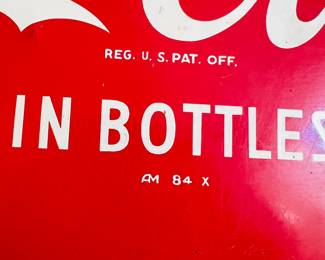 REG. U.S. PAT. OFF.
IN BOTTLES
AM 84 X